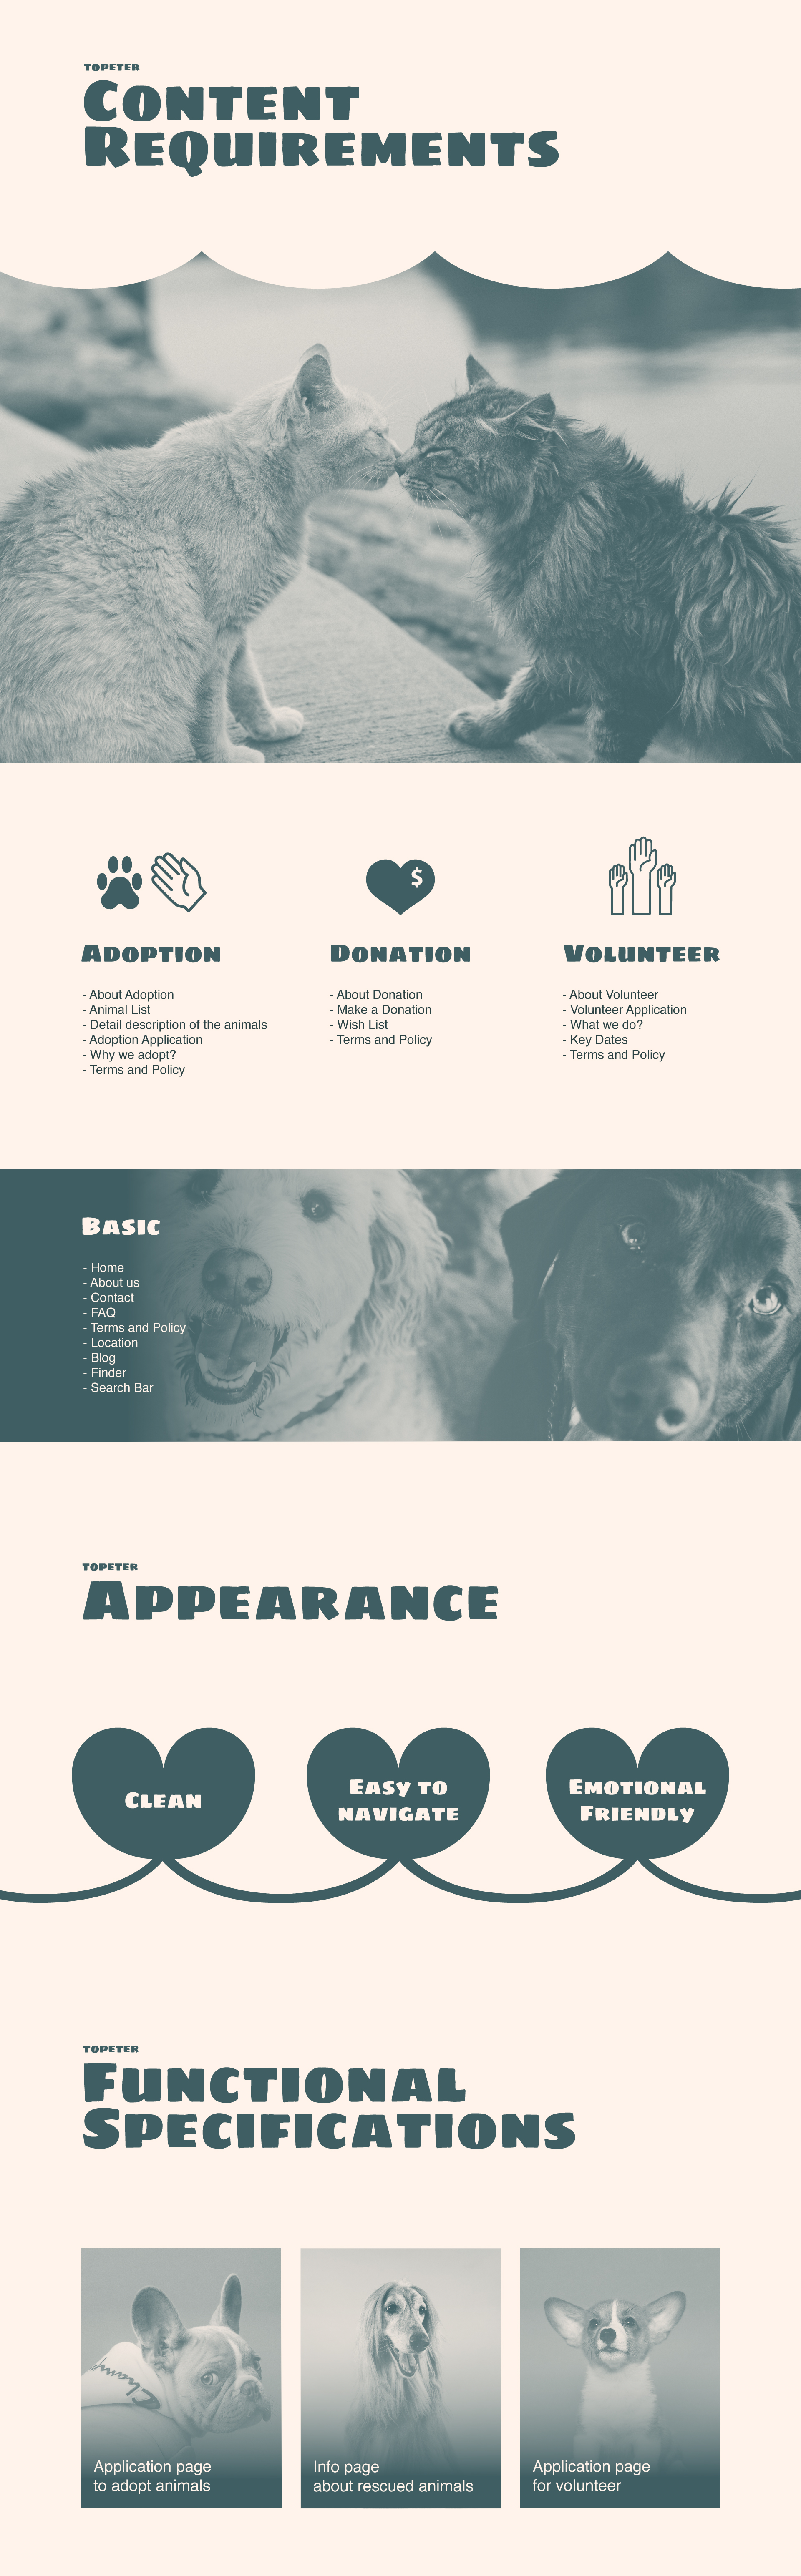 TOPETER
CONTENT
REQUIREMENTS
$
ADOPTION
- About Adoption
- Animal List
- Detail description of the animals
- Adoption Application
- Why we adopt?
- Terms and Policy
DONATION
- About Donation
- Make a Donation
- Wish List
- Terms and Policy
VOLUNTEER
- About Volunteer
- Volunteer Application
- What we do?
- Key Dates
- Terms and Policy
BASIC
- Home
- About us
- Contact
- FAQ
- Terms and Policy
- Location
- Blog
- Finder
- Search Bar
TOPETER
APPEARANCE
CLEAN
EASY TO
NAVIGATE
EMOTIONAL
FRIENDLY
TOPETER
FUNCTIONAL
SPECIFICATIONS
Application page
to adopt animals
Info page
about rescued animals
Application page
for volunteer